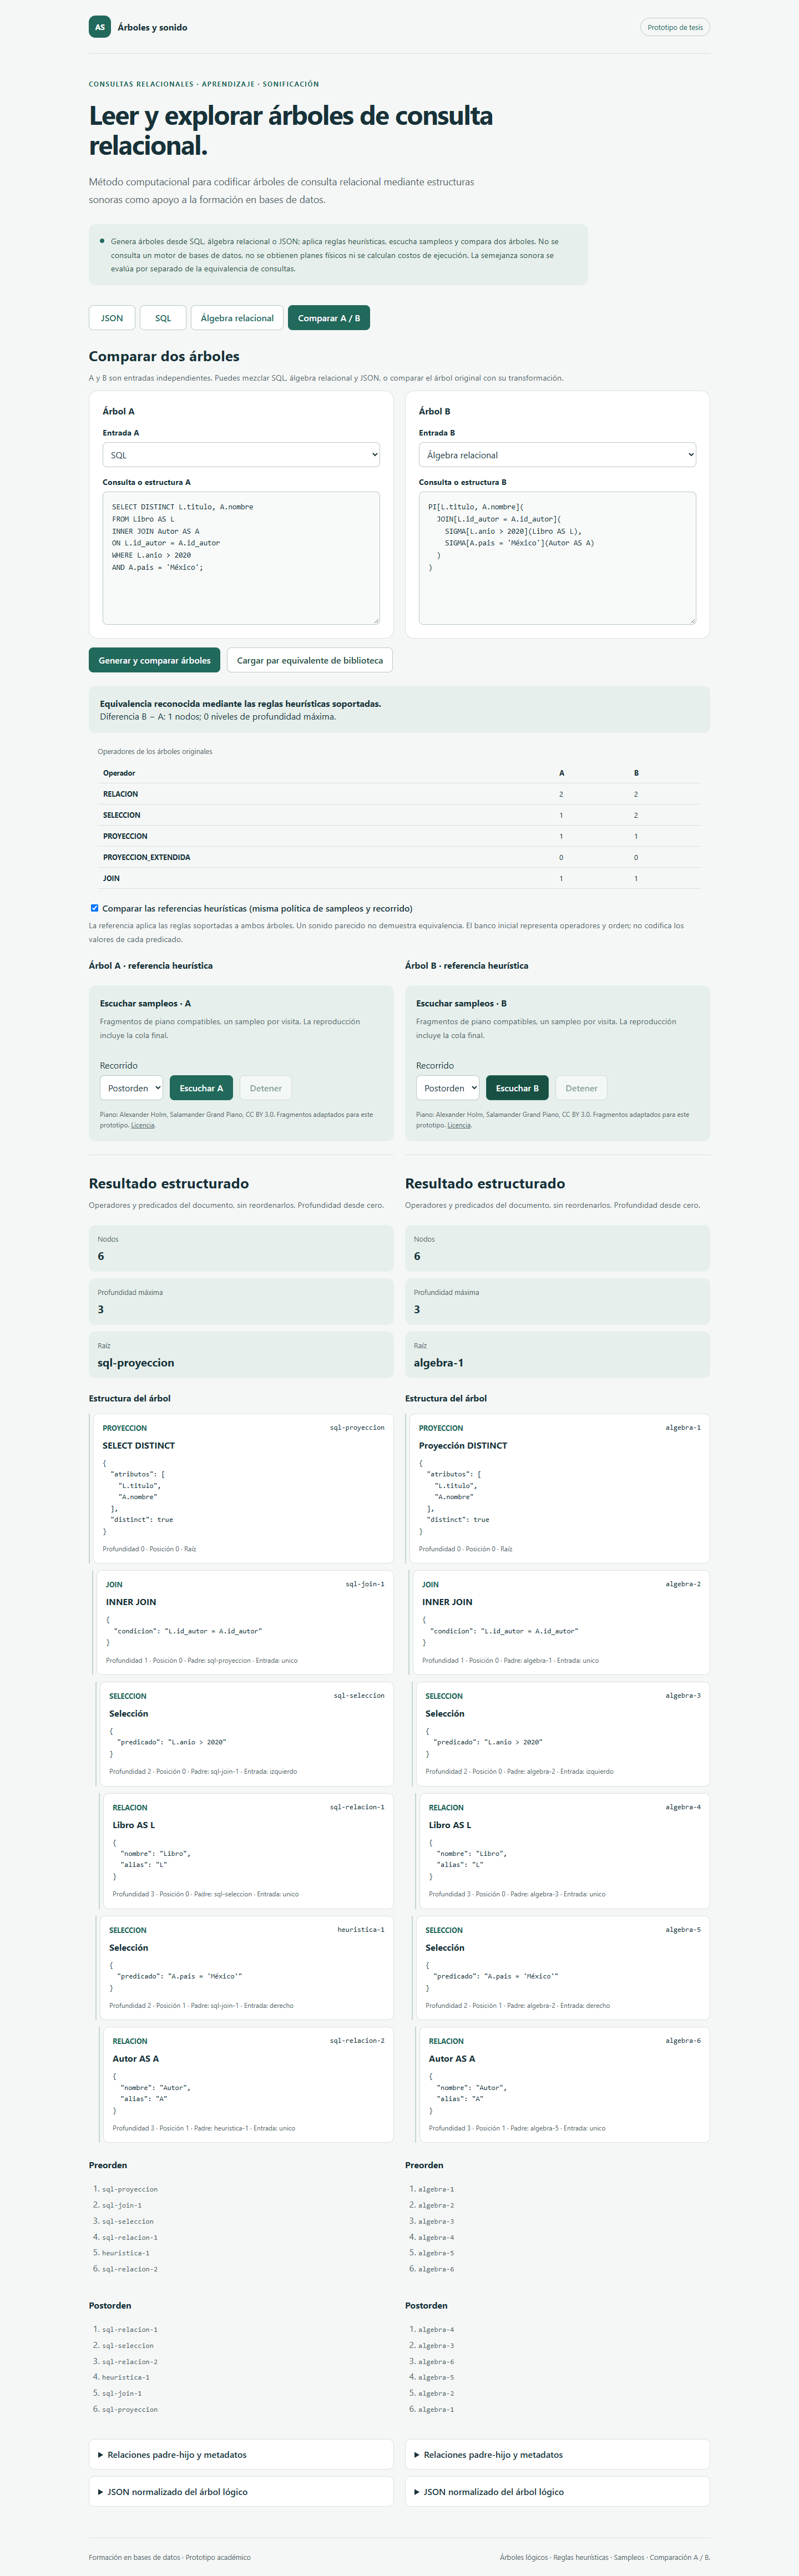 AS Árboles y sonido
Prototipo de tesis
CONSULTAS RELACIONALES · APRENDIZAJE · SONIFICACIÓN
Leer y explorar árboles de consulta
relacional.
Método computacional para codificar árboles de consulta relacional mediante estructuras
sonoras como apoyo a la formación en bases de datos.
Genera árboles desde SQL, álgebra relacional o JSON; aplica reglas heurísticas, escucha sampleos y compara dos árboles. No se
consulta un motor de bases de datos, no se obtienen planes físicos ni se calculan costos de ejecución. La semejanza sonora se
evalúa por separado de la equivalencia de consultas.
JSON
SQL
Álgebra relacional
Comparar A / B
Comparar dos árboles
A y B son entradas independientes. Puedes mezclar SQL, álgebra relacional y JSON, o comparar el árbol original con su transformación.
Árbol A
Entrada A
SQL
Consulta o estructura A
SELECT DISTINCT L.titulo, A.nombre
FROM Libro AS L
INNER JOIN Autor AS A
ON L.id_autor = A.id_autor
WHERE L.anio > 2020
AND A.pais = 'México';
Árbol B
Entrada B
Álgebra relacional
Consulta o estructura B
PI[L.titulo, A.nombre](
JOIN[L.id_autor = A.id_autor](
SIGMA[L.anio > 2020](Libro AS L),
SIGMA[A.pais = 'México'](Autor AS A)
)
)
Generar y comparar árboles
Cargar par equivalente de biblioteca
Equivalencia reconocida mediante las reglas heurísticas soportadas.
Diferencia B − A: 1 nodos; 0 niveles de profundidad máxima.
Operadores de los árboles originales
Operador A B
RELACION 2 2
SELECCION 1 2
PROYECCION 1 1
PROYECCION_EXTENDIDA 0 0
JOIN 1 1
Comparar las referencias heurísticas (misma política de sampleos y recorrido)
La referencia aplica las reglas soportadas a ambos árboles. Un sonido parecido no demuestra equivalencia. El banco inicial representa operadores y orden; no codifica los
valores de cada predicado.
Árbol A · referencia heurística
Escuchar sampleos · A
Fragmentos de piano compatibles, un sampleo por visita. La reproducción
incluye la cola final.
Recorrido
Postorden
Escuchar A
Detener
Piano: Alexander Holm, Salamander Grand Piano, CC BY 3.0. Fragmentos adaptados para este
prototipo. Licencia.
Árbol B · referencia heurística
Escuchar sampleos · B
Fragmentos de piano compatibles, un sampleo por visita. La reproducción
incluye la cola final.
Recorrido
Postorden
Escuchar B
Detener
Piano: Alexander Holm, Salamander Grand Piano, CC BY 3.0. Fragmentos adaptados para este
prototipo. Licencia.
Resultado estructurado
Operadores y predicados del documento, sin reordenarlos. Profundidad desde cero.
Nodos
6
Profundidad máxima
3
Raíz
sql-proyeccion
Estructura del árbol
PROYECCION sql-proyeccion
SELECT DISTINCT
{
"atributos": [
"L.titulo",
"A.nombre"
],
"distinct": true
}
Profundidad 0 · Posición 0 · Raíz
JOIN sql-join-1
INNER JOIN
{
"condicion": "L.id_autor = A.id_autor"
}
Profundidad 1 · Posición 0 · Padre: sql-proyeccion · Entrada: unico
SELECCION sql-seleccion
Selección
{
"predicado": "L.anio > 2020"
}
Profundidad 2 · Posición 0 · Padre: sql-join-1 · Entrada: izquierdo
RELACION sql-relacion-1
Libro AS L
{
"nombre": "Libro",
"alias": "L"
}
Profundidad 3 · Posición 0 · Padre: sql-seleccion · Entrada: unico
SELECCION heuristica-1
Selección
{
"predicado": "A.pais = 'México'"
}
Profundidad 2 · Posición 1 · Padre: sql-join-1 · Entrada: derecho
RELACION sql-relacion-2
Autor AS A
{
"nombre": "Autor",
"alias": "A"
}
Profundidad 3 · Posición 1 · Padre: heuristica-1 · Entrada: unico
Preorden
1. sql-proyeccion
2. sql-join-1
3. sql-seleccion
4. sql-relacion-1
5. heuristica-1
6. sql-relacion-2
Postorden
1. sql-relacion-1
2. sql-seleccion
3. sql-relacion-2
4. heuristica-1
5. sql-join-1
6. sql-proyeccion
Relaciones padre-hijo y metadatos
JSON normalizado del árbol lógico
Resultado estructurado
Operadores y predicados del documento, sin reordenarlos. Profundidad desde cero.
Nodos
6
Profundidad máxima
3
Raíz
algebra-1
Estructura del árbol
PROYECCION algebra-1
Proyección DISTINCT
{
"atributos": [
"L.titulo",
"A.nombre"
],
"distinct": true
}
Profundidad 0 · Posición 0 · Raíz
JOIN algebra-2
INNER JOIN
{
"condicion": "L.id_autor = A.id_autor"
}
Profundidad 1 · Posición 0 · Padre: algebra-1 · Entrada: unico
SELECCION algebra-3
Selección
{
"predicado": "L.anio > 2020"
}
Profundidad 2 · Posición 0 · Padre: algebra-2 · Entrada: izquierdo
RELACION algebra-4
Libro AS L
{
"nombre": "Libro",
"alias": "L"
}
Profundidad 3 · Posición 0 · Padre: algebra-3 · Entrada: unico
SELECCION algebra-5
Selección
{
"predicado": "A.pais = 'México'"
}
Profundidad 2 · Posición 1 · Padre: algebra-2 · Entrada: derecho
RELACION algebra-6
Autor AS A
{
"nombre": "Autor",
"alias": "A"
}
Profundidad 3 · Posición 1 · Padre: algebra-5 · Entrada: unico
Preorden
1. algebra-1
2. algebra-2
3. algebra-3
4. algebra-4
5. algebra-5
6. algebra-6
Postorden
1. algebra-4
2. algebra-3
3. algebra-6
4. algebra-5
5. algebra-2
6. algebra-1
Relaciones padre-hijo y metadatos
JSON normalizado del árbol lógico
Formación en bases de datos · Prototipo académico
Árboles lógicos · Reglas heurísticas · Sampleos · Comparación A / B.